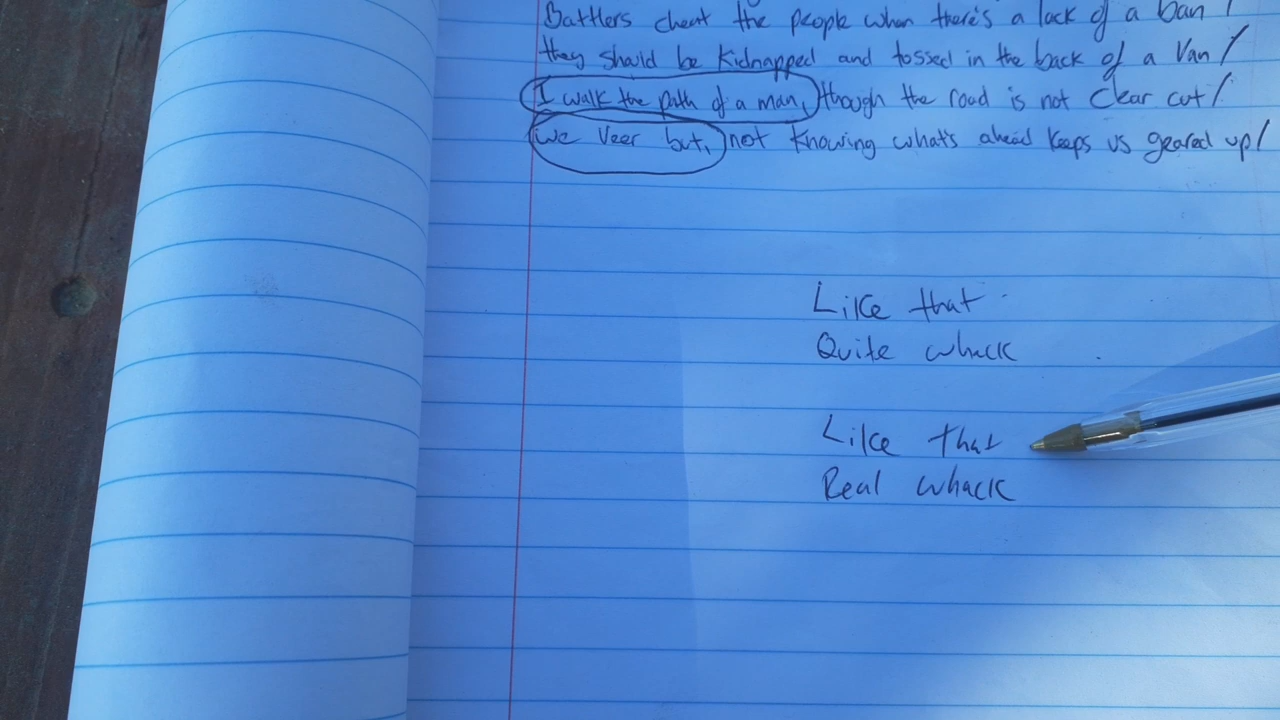 Battlers cheat the people when there's a lack of a ban /
they should be kidnapped and tossed in the back of a van /
I walk the path of a man, though the road is not clear cut /
we veer but, not knowing what's ahead keeps us geared up /
Like that
Quite whack
Like that
Real whack